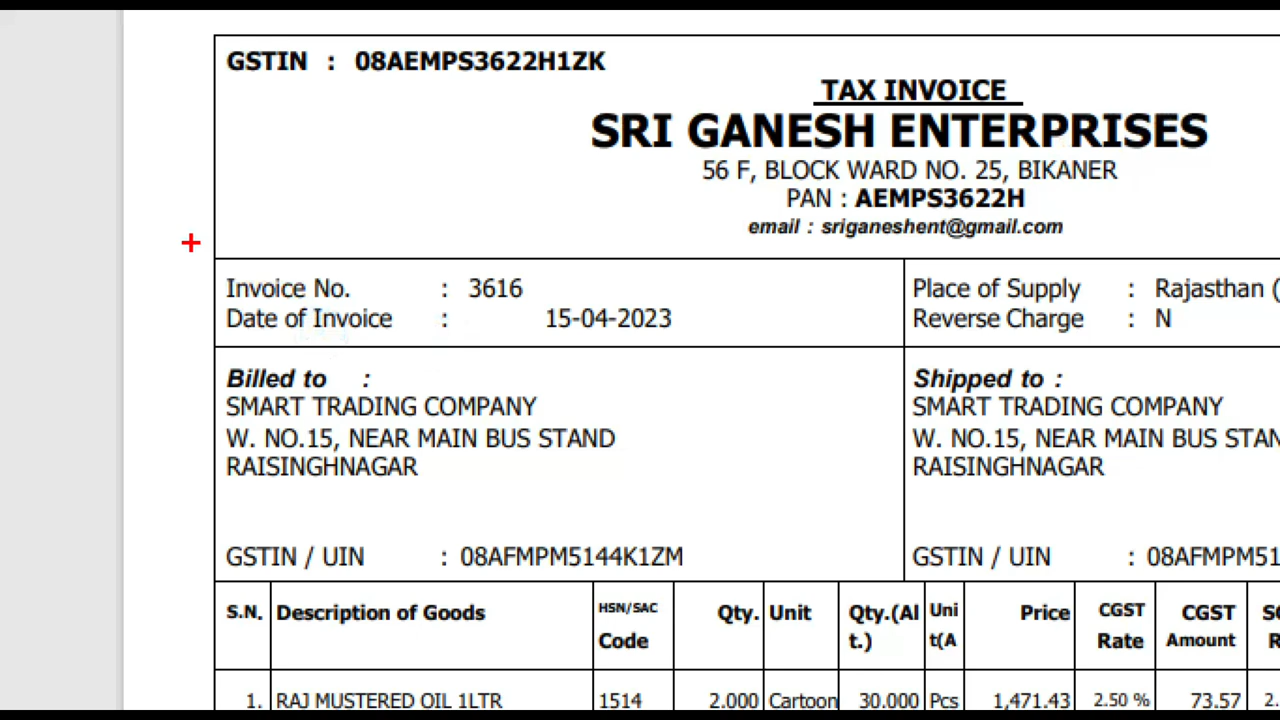 GSTIN : 08AEMPS3622H1ZK
TAX INVOICE
SRI GANESH ENTERPRISES
56 F, BLOCK WARD NO. 25, BIKANER
PAN : AEMPS3622H
email : sriganeshent@gmail.com
Invoice No. : 3616 Place of Supply : Rajasthan (
Date of Invoice : 15-04-2023 Reverse Charge : N
Billed to : Shipped to :
SMART TRADING COMPANY SMART TRADING COMPANY
W. NO.15, NEAR MAIN BUS STAND W. NO.15, NEAR MAIN BUS STAN
RAISINGHNAGAR RAISINGHNAGAR
GSTIN / UIN : 08AFMPM5144K1ZM GSTIN / UIN : 08AFMPM51
S.N. Description of Goods HSN/SAC Qty. Unit Qty.(Al Uni Price CGST CGST
Code t.) t(A Rate Amount
1. RAJ MUSTERED OIL 1LTR 1514 2.000 Cartoon 30.000 Pcs 1,471.43 2.50 % 73.57 2.